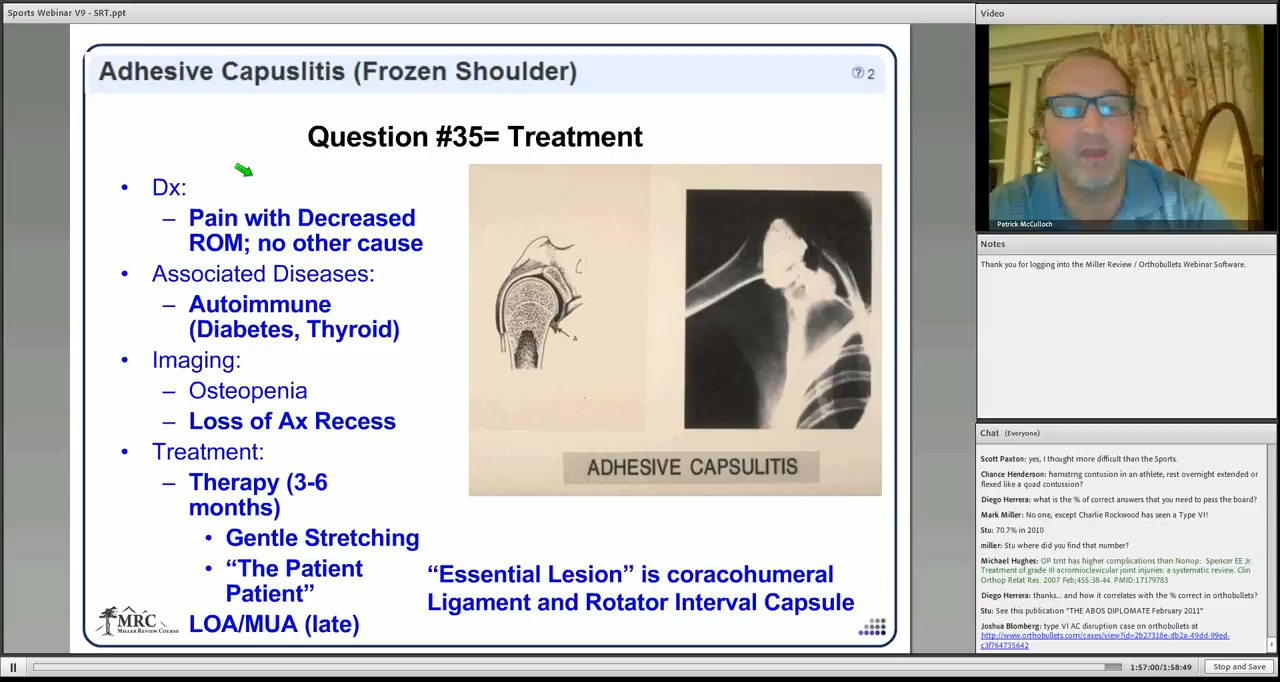 Sports Webinar V9 - SRT.ppt
Adhesive Capuslitis (Frozen Shoulder)
2
Question #35= Treatment
• Dx:
– Pain with Decreased
ROM; no other cause
• Associated Diseases:
– Autoimmune
(Diabetes, Thyroid)
• Imaging:
– Osteopenia
– Loss of Ax Recess
• Treatment:
– Therapy (3-6
months)
• Gentle Stretching
• “The Patient
Patient”
LOA/MUA (late)
A
ADHESIVE CAPSULITIS
“Essential Lesion” is coracohumeral
Ligament and Rotator Interval Capsule
MRC
MILLER REVIEW COURSE
Video
Patrick McCulloch
Notes
Thank you for logging into the Miller Review / Orthobullets Webinar Software.
Chat (Everyone)
Scott Paxton: yes, I thought more difficult than the Sports.
Chance Henderson: hamstrng contusion in an athlete, rest overnight extended or
flexed like a quad contussion?
Diego Herrera: what is the % of correct answers that you need to pass the board?
Mark Miller: No one, except Charlie Rockwood has seen a Type VI!
Stu: 70.7% in 2010
miller: Stu where did you find that number?
Michael Hughes: OP tmt has higher complications than Nonop: Spencer EE Jr.
Treatment of grade III acromioclavicular joint injuries: a systematic review. Clin
Orthop Relat Res. 2007 Feb;455:38-44. PMID:17179783
Diego Herrera: thanks... and how it correlates with the % correct in orthobullets?
Stu: See this publication "THE ABOS DIPLOMATE February 2011"
Joshua Blomberg: type VI AC disruption case on orthobullets at
http://www.orthobullets.com/cases/view?id=2b27318e-db2a-49dd-99ed-
c3f764735642
1:57:00/1:58:49
Stop and Save